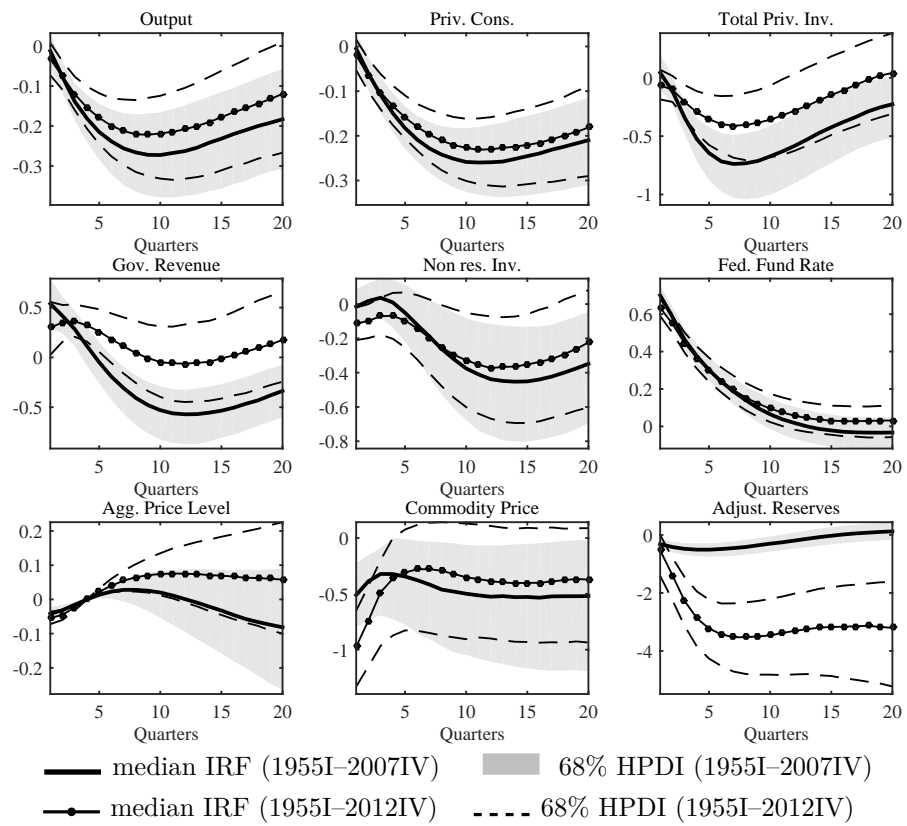 Output Priv. Cons. Total Priv. Inv.
0 0 0
-0.1 -0.1
-0.2 -0.2 -0.5
-0.3 -0.3 -1
5 10 15 20 5 10 15 20 5 10 15 20
Quarters Quarters Quarters
Gov. Revenue Non res. Inv. Fed. Fund Rate
0.5 0 0.6
0 -0.2 0.4
-0.4 0.2
-0.5 -0.6 0
-0.8
5 10 15 20 5 10 15 20 5 10 15 20
Quarters Quarters Quarters
Agg. Price Level Commodity Price Adjust. Reserves
0.2 0 0
0.1
0 -0.5 -2
-0.1 -4
-0.2 -1
5 10 15 20 5 10 15 20 5 10 15 20
Quarters Quarters Quarters
median IRF (1955I–2007IV) 68% HPDI (1955I–2007IV)
median IRF (1955I–2012IV) 68% HPDI (1955I–2012IV)